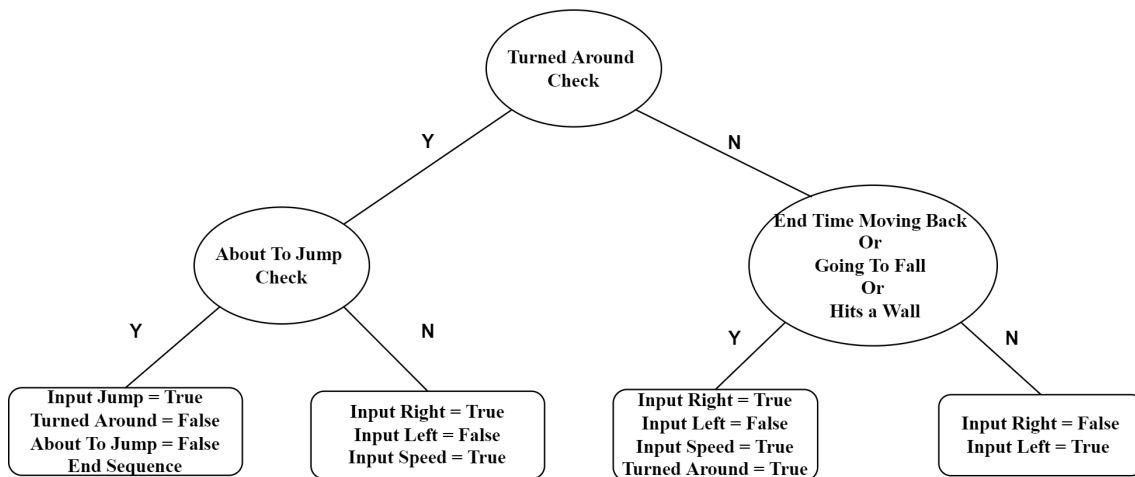 Turned Around
Check
Y
N
About To Jump
Check
End Time Moving Back
Or
Going To Fall
Or
Hits a Wall
Y
N
Y
N
Input Jump = True
Turned Around = False
About To Jump = False
End Sequence
Input Right = True
Input Left = False
Input Speed = True
Input Right = True
Input Left = False
Input Speed = True
Turned Around = True
Input Right = False
Input Left = True